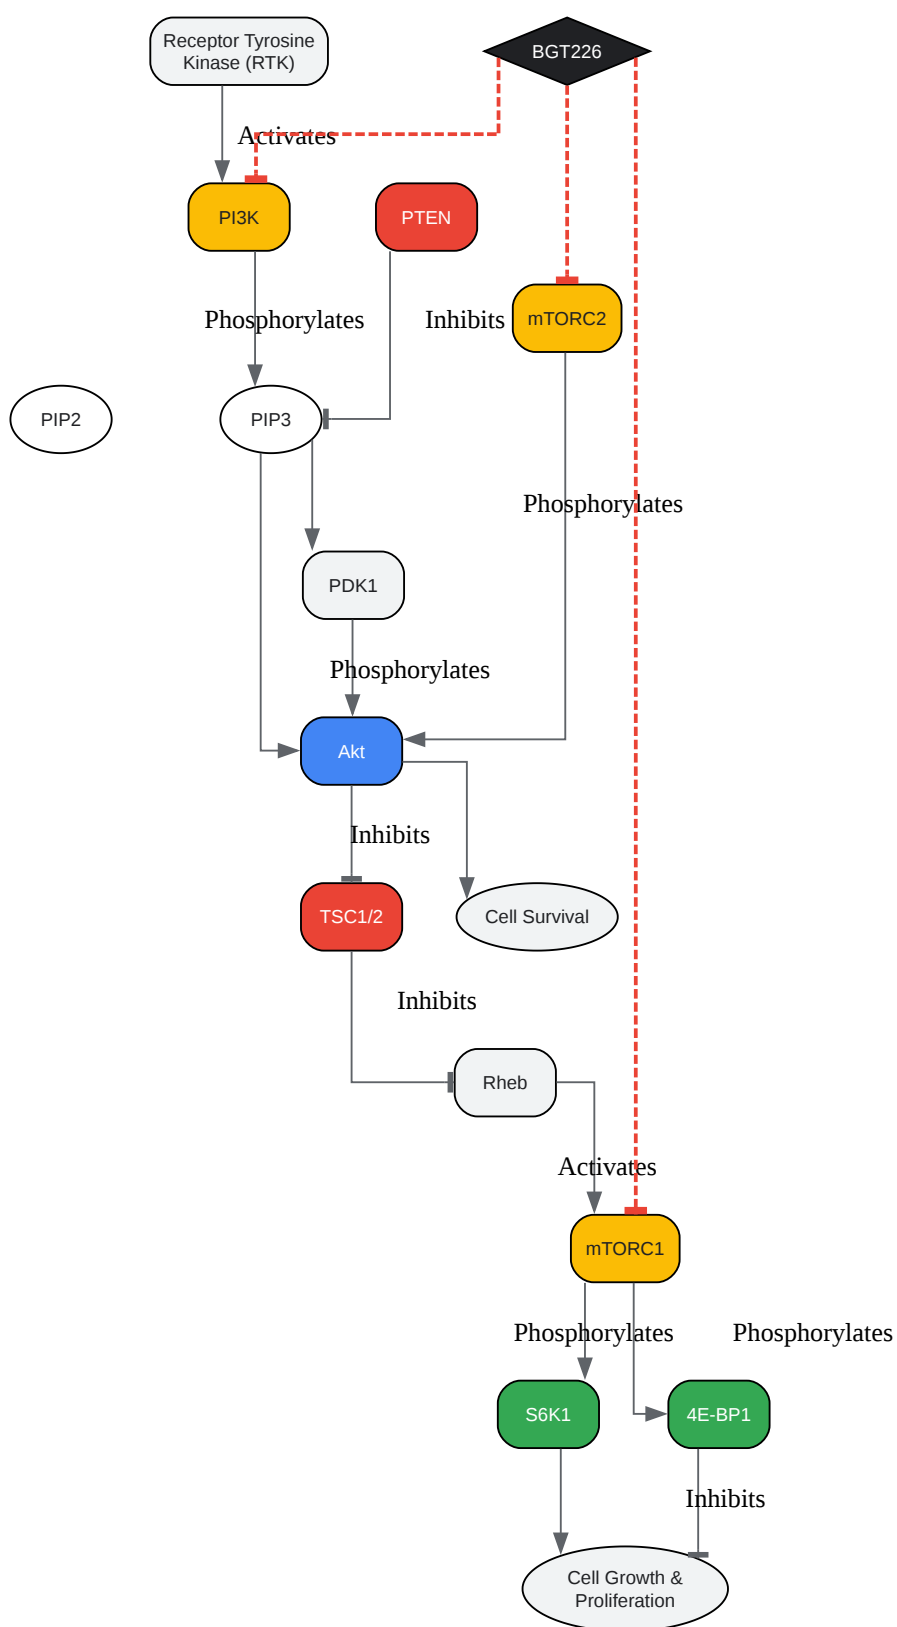 Receptor Tyrosine
Kinase (RTK)
BGT226
Activates
PI3K
PTEN
Phosphorylates
Inhibits
mTORC2
PIP2
PIP3
Phosphorylates
PDK1
Phosphorylates
Akt
Inhibits
TSC1/2
Cell Survival
Inhibits
Rheb
Activates
mTORC1
Phosphorylates
Phosphorylates
S6K1
4E-BP1
Inhibits
Cell Growth &
Proliferation